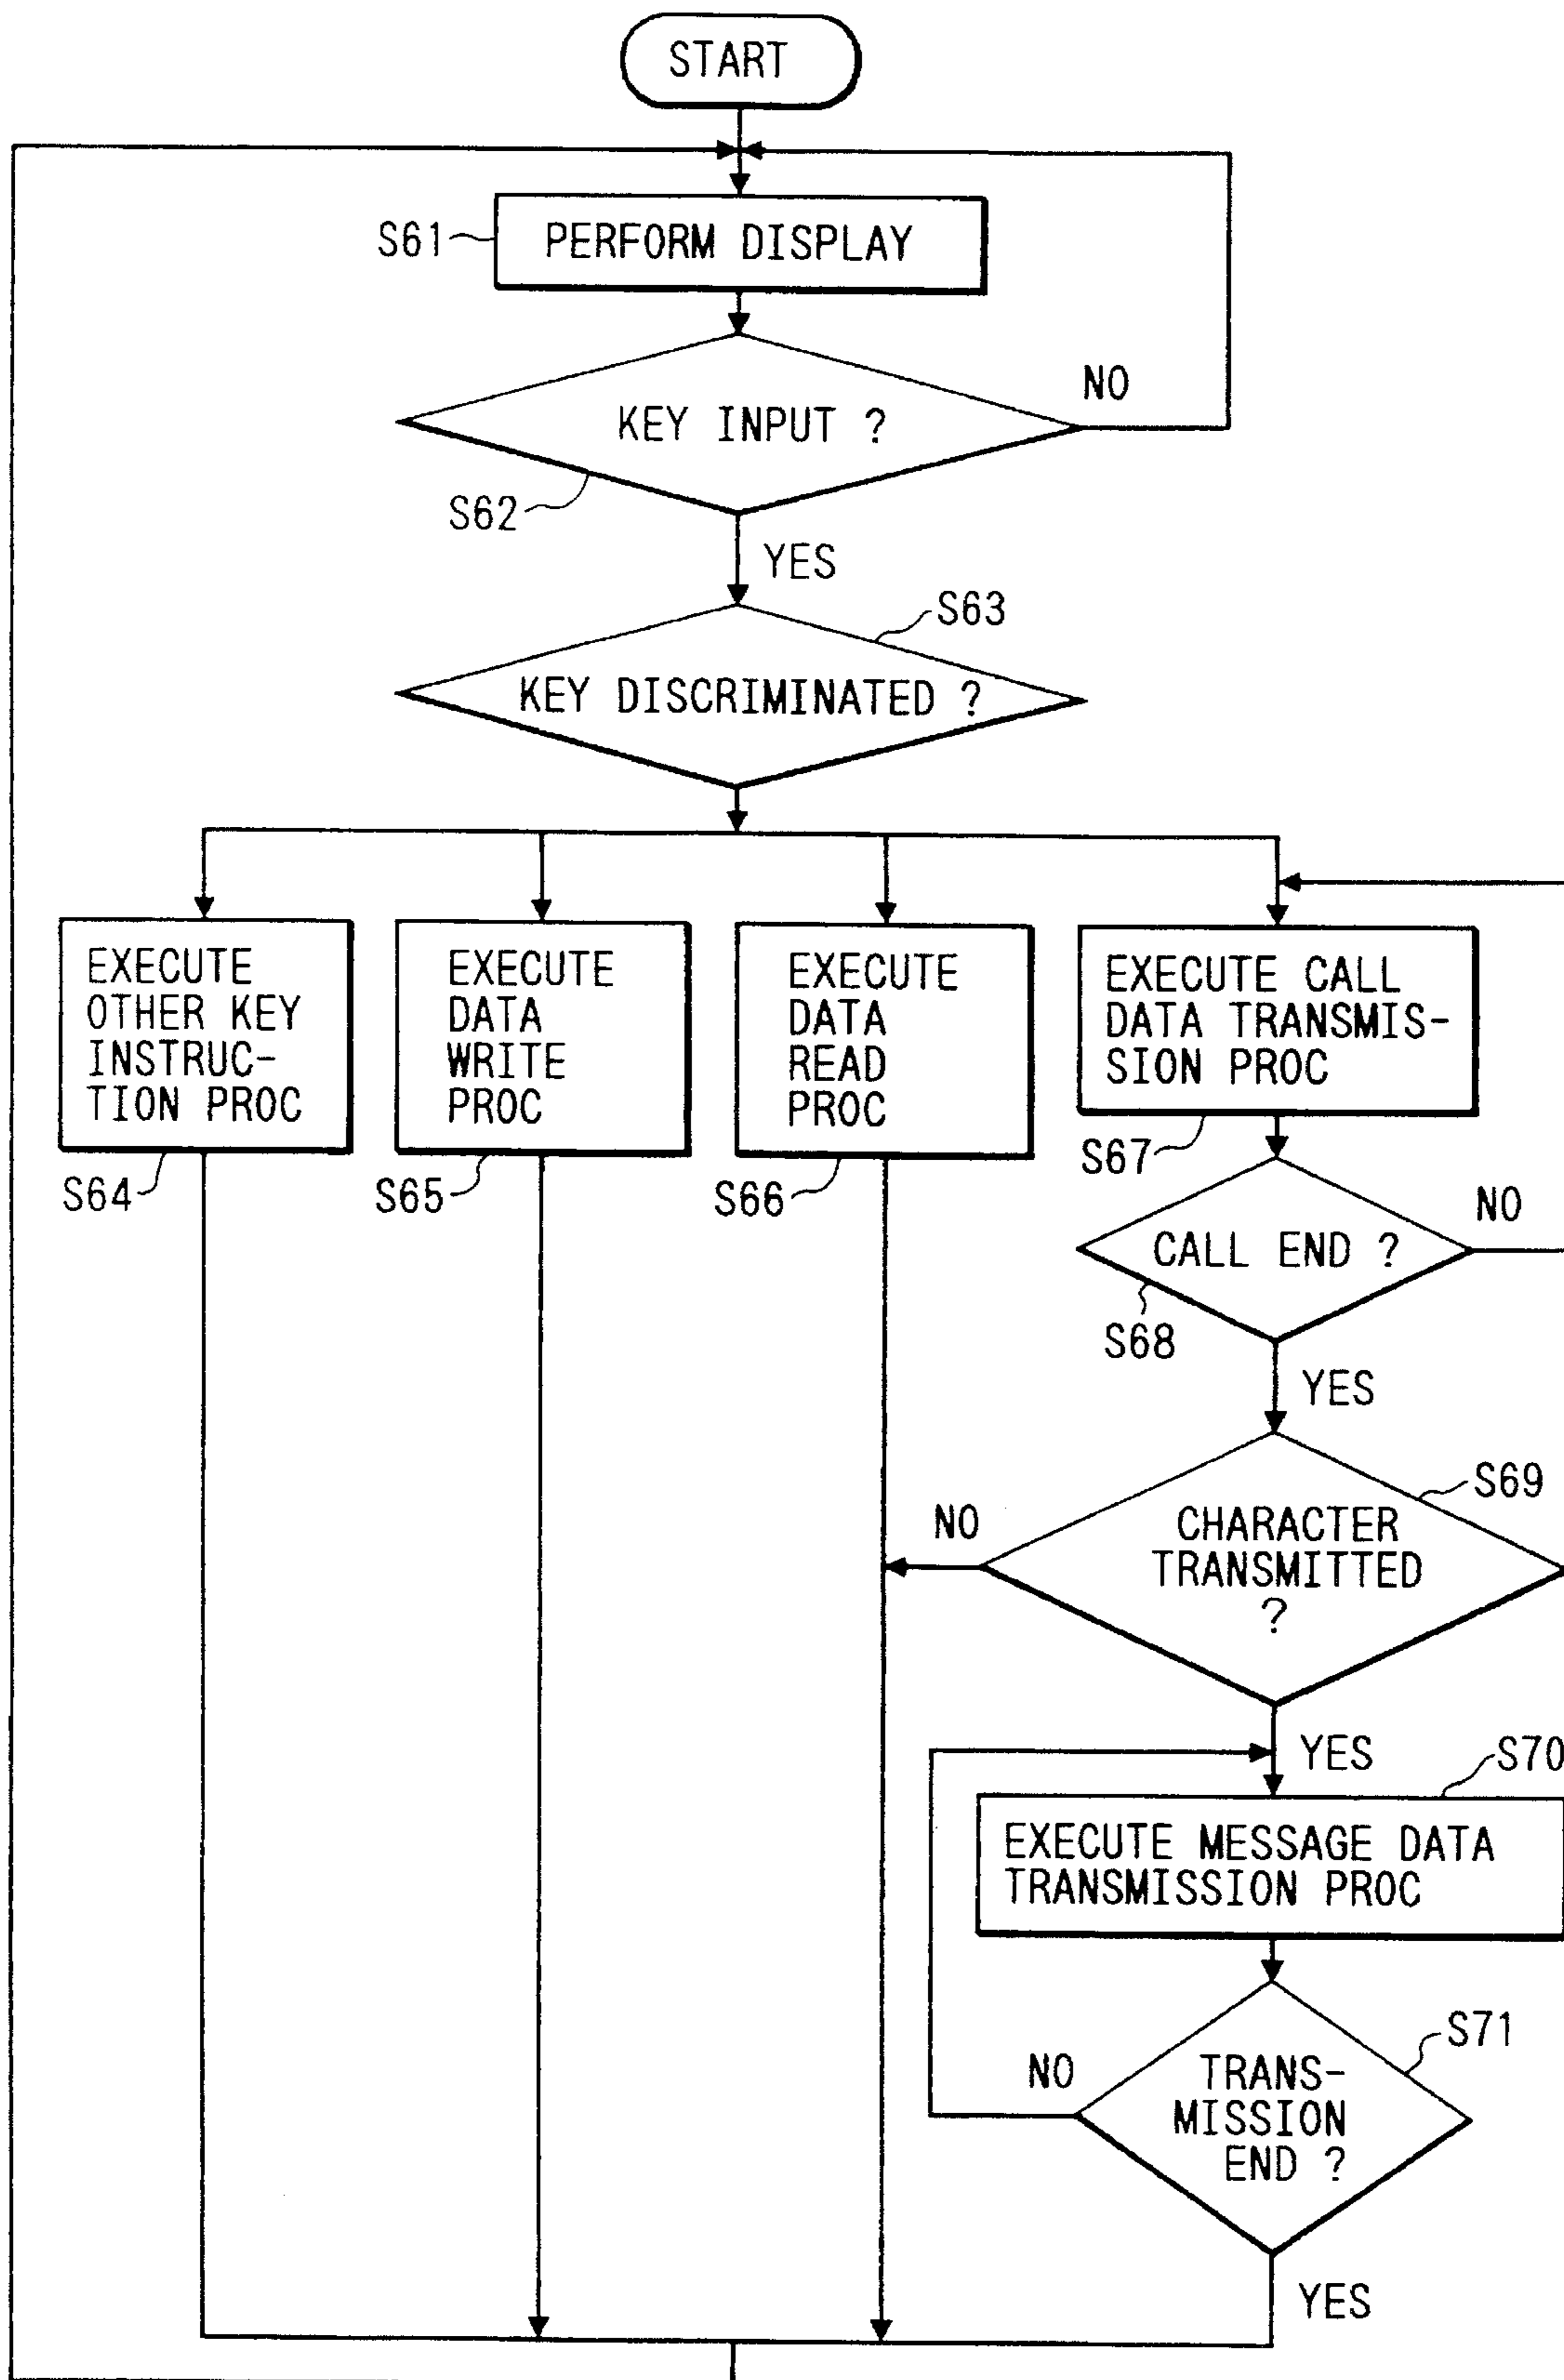 START
S61
PERFORM DISPLAY
NO
KEY INPUT ?
S62
YES
S63
KEY DISCRIMINATED ?
EXECUTE
OTHER KEY
INSTRUC-
TION PROC
S64
EXECUTE
DATA
WRITE
PROC
S65
EXECUTE
DATA
READ
PROC
S66
EXECUTE CALL
DATA TRANSMIS-
SION PROC
S67
CALL END ?
NO
S68
YES
S69
NO
CHARACTER
TRANSMITTED
?
YES
S70
EXECUTE MESSAGE DATA
TRANSMISSION PROC
S71
NO
TRANS-
MISSION
END ?
YES